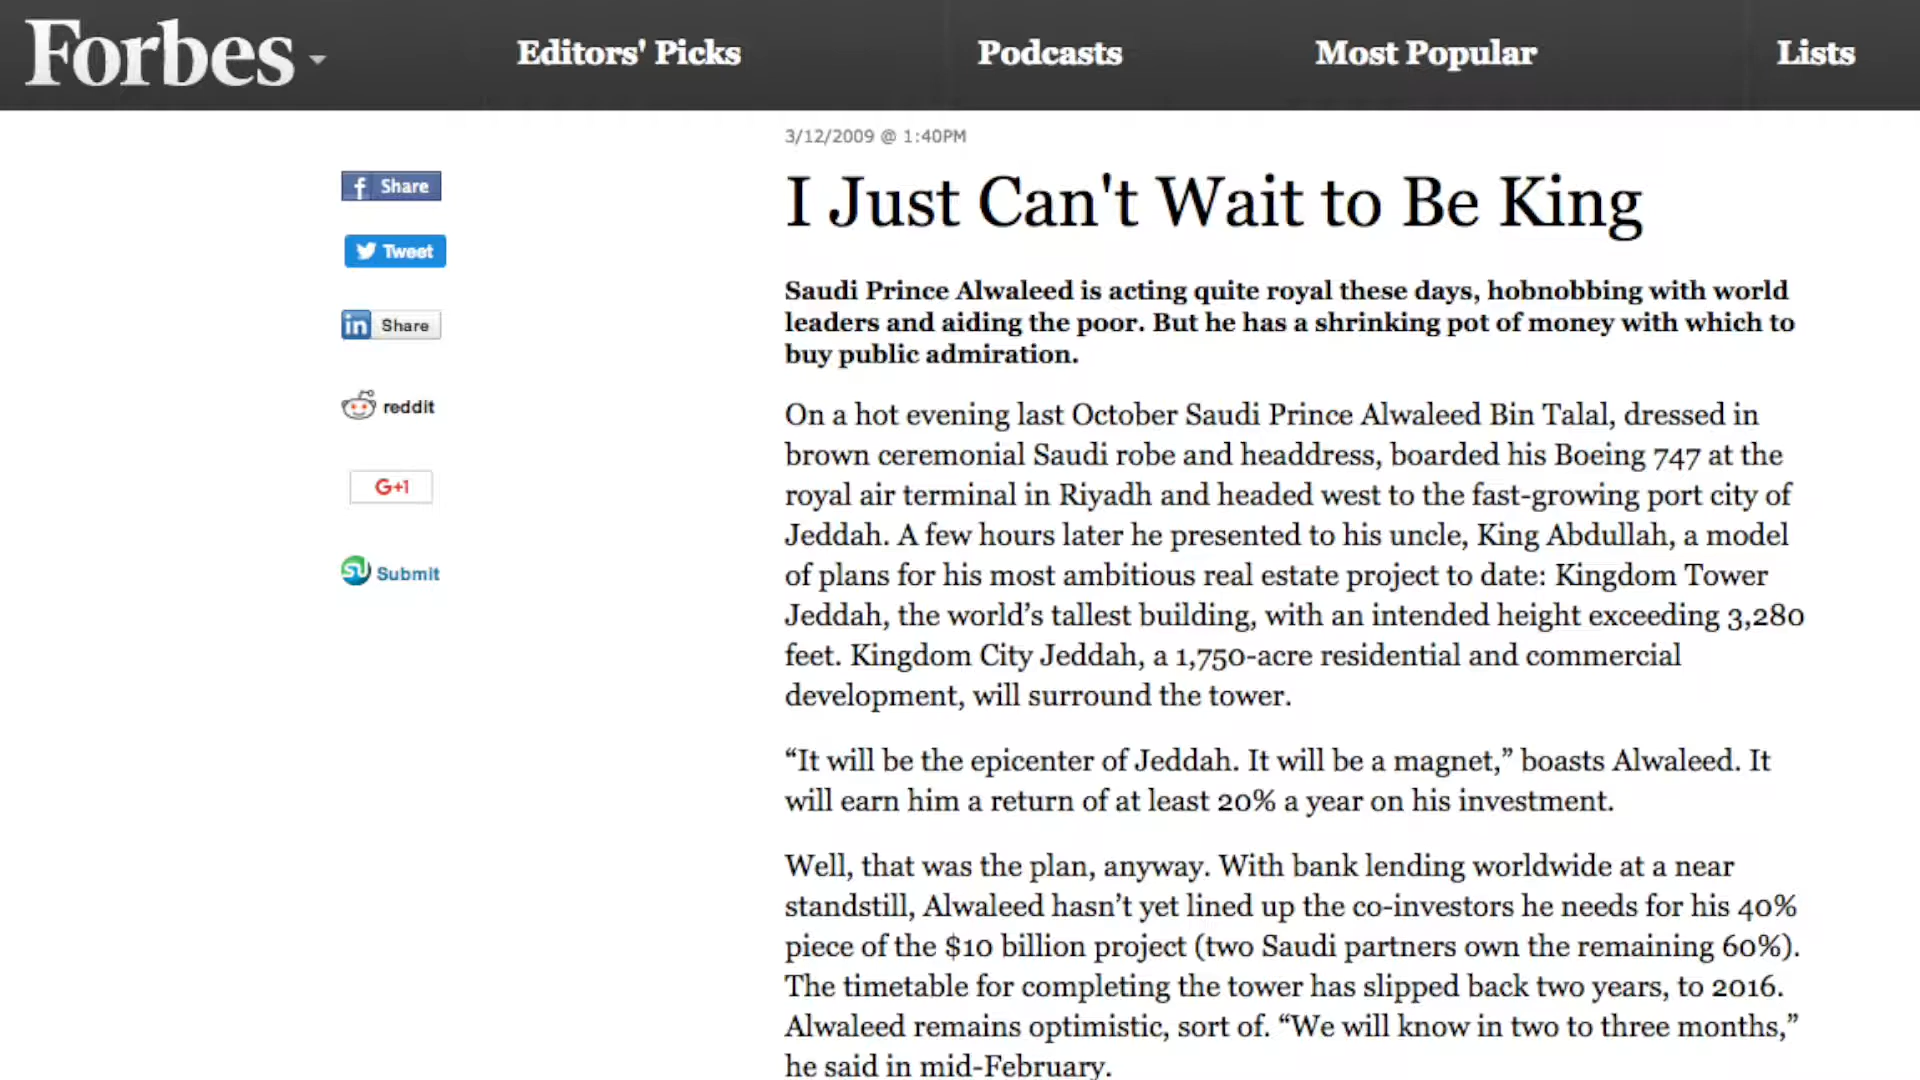 Forbes
Editors' Picks
Podcasts
Most Popular
Lists
3/12/2009 @ 1:40PM
f Share
Tweet
in Share
reddit
G+1
Submit
I Just Can't Wait to Be King
Saudi Prince Alwaleed is acting quite royal these days, hobnobbing with world
leaders and aiding the poor. But he has a shrinking pot of money with which to
buy public admiration.
On a hot evening last October Saudi Prince Alwaleed Bin Talal, dressed in
brown ceremonial Saudi robe and headdress, boarded his Boeing 747 at the
royal air terminal in Riyadh and headed west to the fast-growing port city of
Jeddah. A few hours later he presented to his uncle, King Abdullah, a model
of plans for his most ambitious real estate project to date: Kingdom Tower
Jeddah, the world’s tallest building, with an intended height exceeding 3,280
feet. Kingdom City Jeddah, a 1,750-acre residential and commercial
development, will surround the tower.
“It will be the epicenter of Jeddah. It will be a magnet,” boasts Alwaleed. It
will earn him a return of at least 20% a year on his investment.
Well, that was the plan, anyway. With bank lending worldwide at a near
standstill, Alwaleed hasn’t yet lined up the co-investors he needs for his 40%
piece of the $10 billion project (two Saudi partners own the remaining 60%).
The timetable for completing the tower has slipped back two years, to 2016.
Alwaleed remains optimistic, sort of. “We will know in two to three months,”
he said in mid-February.